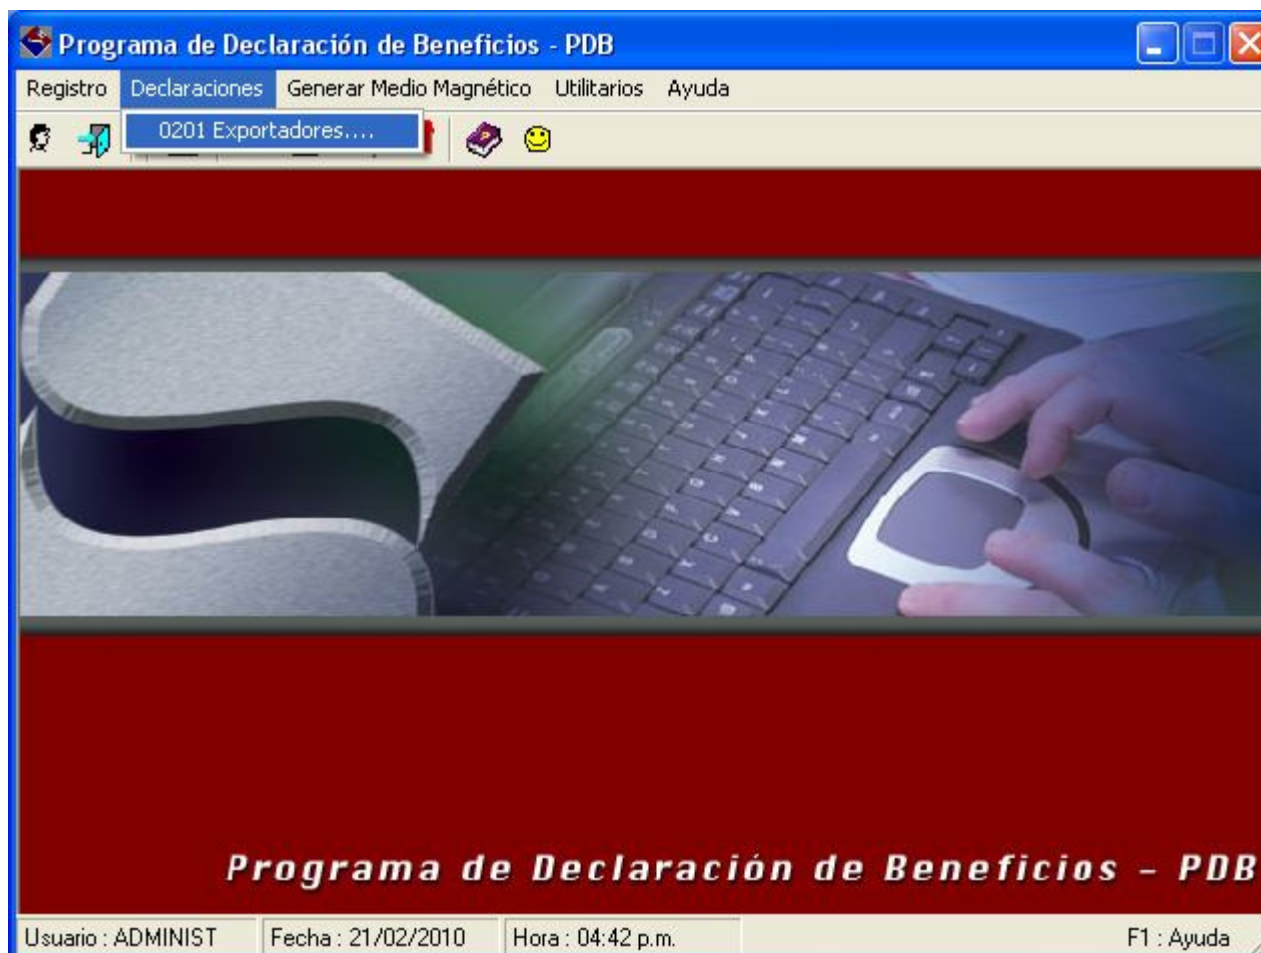 Programa de Declaración de Beneficios - PDB
Registro Declaraciones Generar Medio Magnético Utilitarios Ayuda
0201 Exportadores....
Programa de Declaración de Beneficios - PDB
Usuario : ADMINIST Fecha : 21/02/2010 Hora : 04:42 p.m. F1 : Ayuda